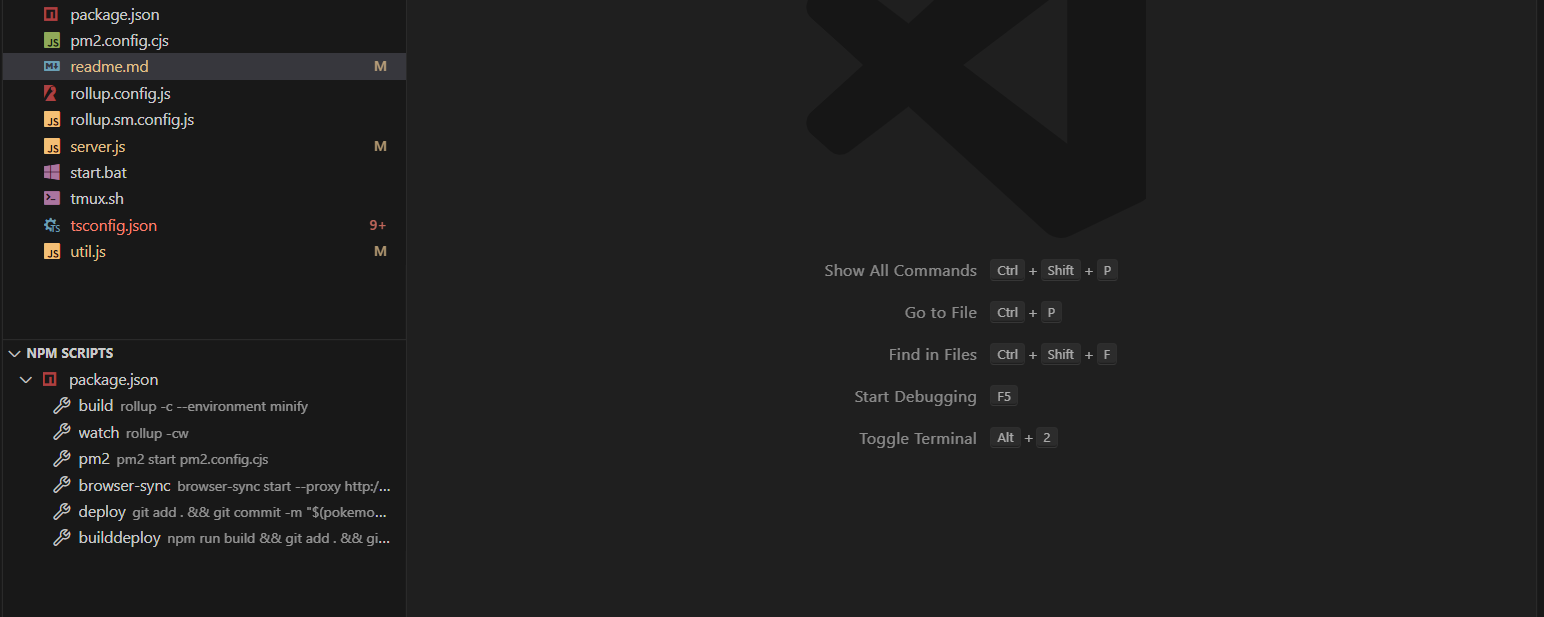 package.json
pm2.config.cjs
readme.md M
rollup.config.js
rollup.sm.config.js
server.js M
start.bat
tmux.sh
tsconfig.json 9+
util.js M
NPM SCRIPTS
package.json
build rollup -c --environment minify
watch rollup -cw
pm2 pm2 start pm2.config.cjs
browser-sync browser-sync start --proxy http:/...
deploy git add . && git commit -m "$(pokemo...
builddeploy npm run build && git add . && gi...
Show All Commands Ctrl + Shift + P
Go to File Ctrl + P
Find in Files Ctrl + Shift + F
Start Debugging F5
Toggle Terminal Alt + 2